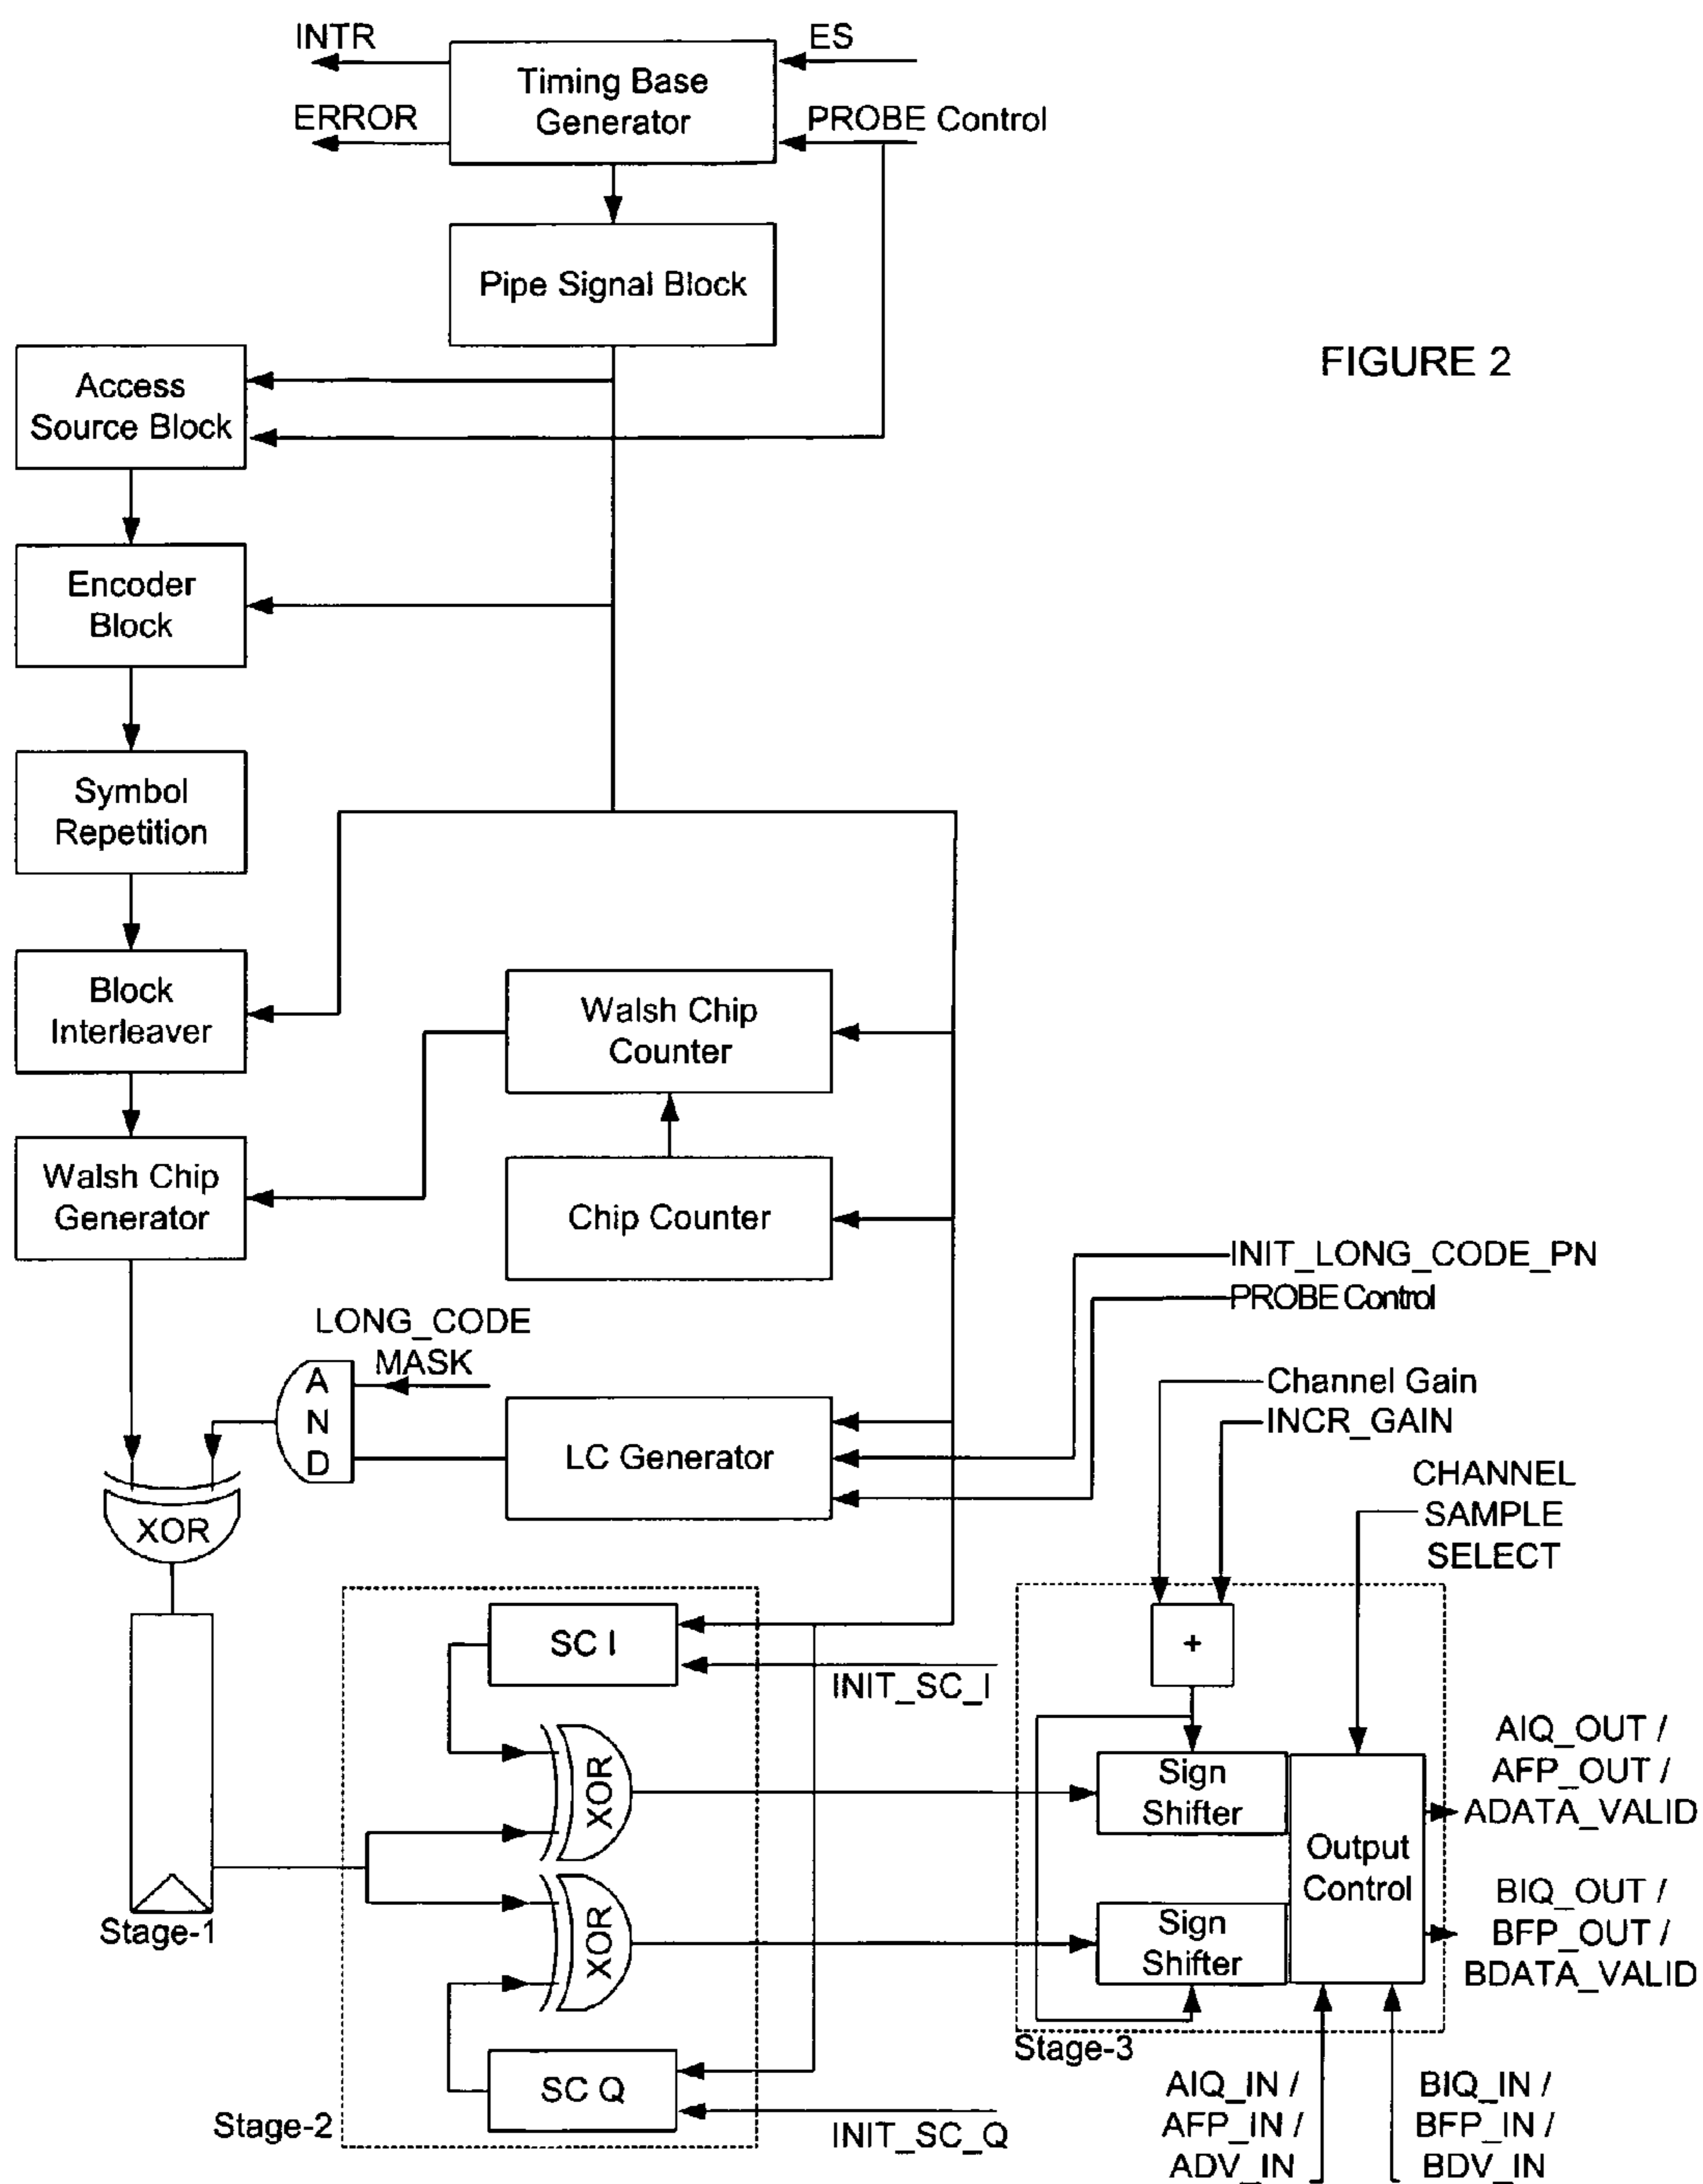 INTR
ES
Timing Base
Generator
ERROR
PROBE Control
Pipe Signal Block
FIGURE 2
Access
Source Block
Encoder
Block
Symbol
Repetition
Block
Interleaver
Walsh Chip
Counter
Walsh Chip
Generator
Chip Counter
INIT_LONG_CODE_PN
PROBE Control
LONG_CODE
MASK
A
N
D
LC Generator
Channel Gain
INCR_GAIN
CHANNEL
SAMPLE
SELECT
XOR
SC I
INIT_SC_I
+
XOR
Sign
Shifter
AIQ_OUT /
AFP_OUT /
ADATA_VALID
Output
Control
Stage-1
XOR
Sign
Shifter
BIQ_OUT /
BFP_OUT /
BDATA_VALID
Stage-3
SC Q
Stage-2
INIT_SC_Q
AIQ_IN /
AFP_IN /
ADV_IN
BIQ_IN /
BFP_IN /
BDV_IN